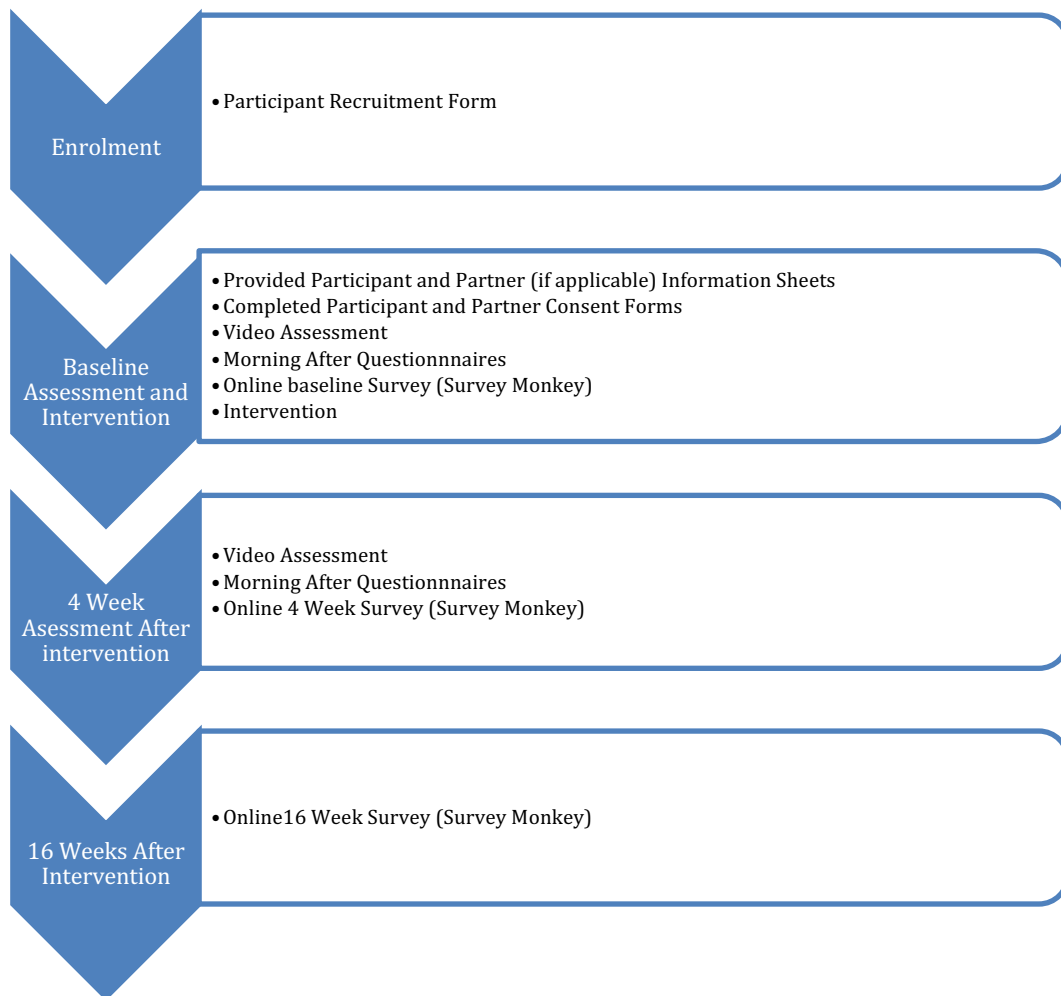 Enrolment
• Participant Recruitment Form
Baseline
Assessment and
Intervention
• Provided Participant and Partner (if applicable) Information Sheets
• Completed Participant and Partner Consent Forms
• Video Assessment
• Morning After Questionnnaires
• Online baseline Survey (Survey Monkey)
• Intervention
4 Week
Asessment After
intervention
• Video Assessment
• Morning After Questionnnaires
• Online 4 Week Survey (Survey Monkey)
16 Weeks After
Intervention
• Online16 Week Survey (Survey Monkey)